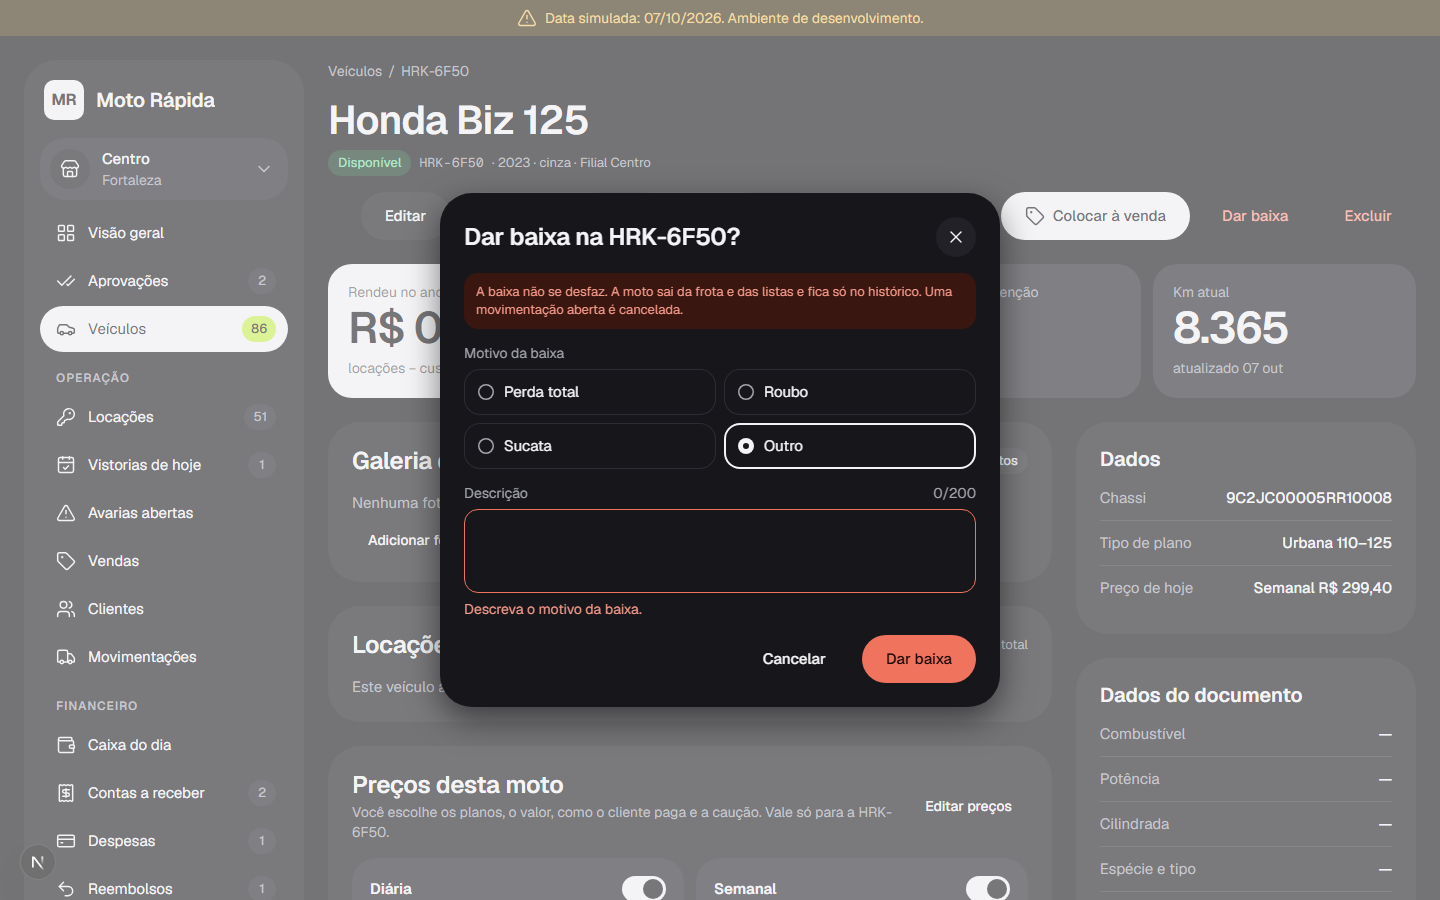 Data simulada: 07/10/2026. Ambiente de desenvolvimento.
MR
Moto Rápida
Centro
Fortaleza
Visão geral
Aprovações 2
Veículos 86
OPERAÇÃO
Locações 51
Vistorias de hoje 1
Avarias abertas
Vendas
Clientes
Movimentações
FINANCEIRO
Caixa do dia
Contas a receber 2
Despesas 1
Reembolsos 1
N
Veículos / HRK-6F50
Honda Biz 125
Disponível HRK-6F50 · 2023 · cinza · Filial Centro
Editar
Colocar à venda
Dar baixa
Excluir
Rendeu no
R$
locações –
Km atual
8.365
atualizado 07 out
Galeria
Nenhuma
Adicionar
Locaçõe
total
Este veículo
Preços desta moto
Você escolhe os planos, o valor, como o cliente paga e a caução. Vale só para a HRK-
6F50.
Editar preços
Diária
Semanal
Dados
Chassi 9C2JC00005RR10008
Tipo de plano Urbana 110–125
Preço de hoje Semanal R$ 299,40
Dados do documento
Combustível —
Potência —
Cilindrada —
Espécie e tipo —
Dar baixa na HRK-6F50?
A baixa não se desfaz. A moto sai da frota e das listas e fica só no histórico. Uma
movimentação aberta é cancelada.
Motivo da baixa
Perda total
Roubo
Sucata
Outro
Descrição 0/200
Descreva o motivo da baixa.
Cancelar
Dar baixa